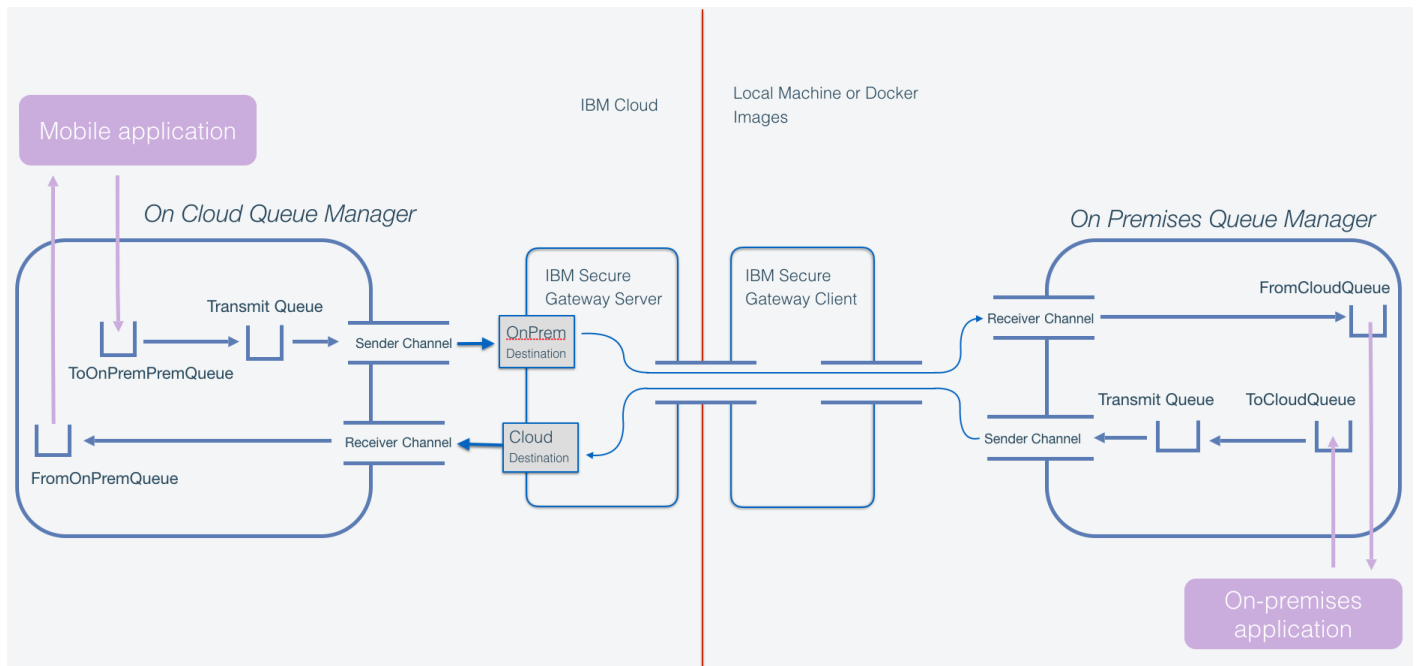 IBM Cloud
Local Machine or Docker
Images
Mobile application
On Cloud Queue Manager
On Premises Queue Manager
IBM Secure
Gateway Server
IBM Secure
Gateway Client
FromCloudQueue
Transmit Queue
Receiver Channel
Sender Channel
OnPrem
Destination
ToOnPremPremQueue
Transmit Queue
ToCloudQueue
Cloud
Destination
Receiver Channel
Sender Channel
FromOnPremQueue
On-premises
application